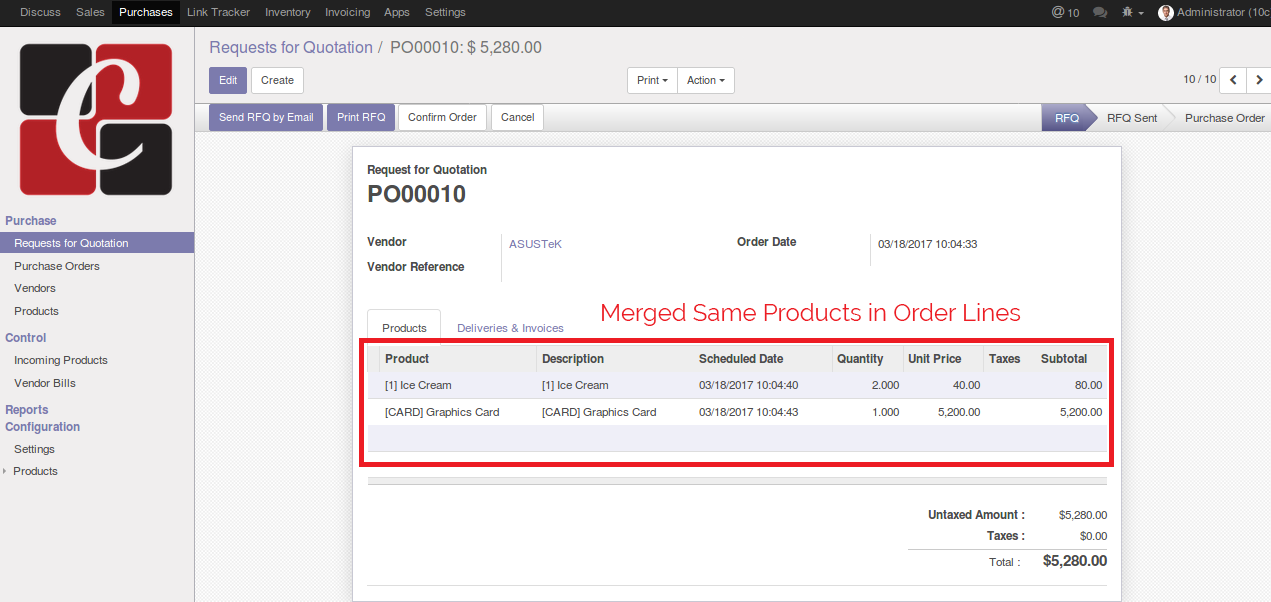 Discuss Sales Purchases Link Tracker Inventory Invoicing Apps Settings @ 10 Administrator (10c
Requests for Quotation / PO00010: $ 5,280.00
Edit Create Print Action 10 / 10
Send RFQ by Email Print RFQ Confirm Order Cancel RFQ RFQ Sent Purchase Order
C
Purchase
Requests for Quotation
Purchase Orders
Vendors
Products
Control
Incoming Products
Vendor Bills
Reports
Configuration
Settings
Products
Request for Quotation
PO00010
Vendor ASUSTeK Order Date 03/18/2017 10:04:33
Vendor Reference
Merged Same Products in Order Lines
Products Deliveries & Invoices
Product Description Scheduled Date Quantity Unit Price Taxes Subtotal
[1] Ice Cream [1] Ice Cream 03/18/2017 10:04:40 2.000 40.00 80.00
[CARD] Graphics Card [CARD] Graphics Card 03/18/2017 10:04:43 1.000 5,200.00 5,200.00
Untaxed Amount : $5,280.00
Taxes : $0.00
Total : $5,280.00